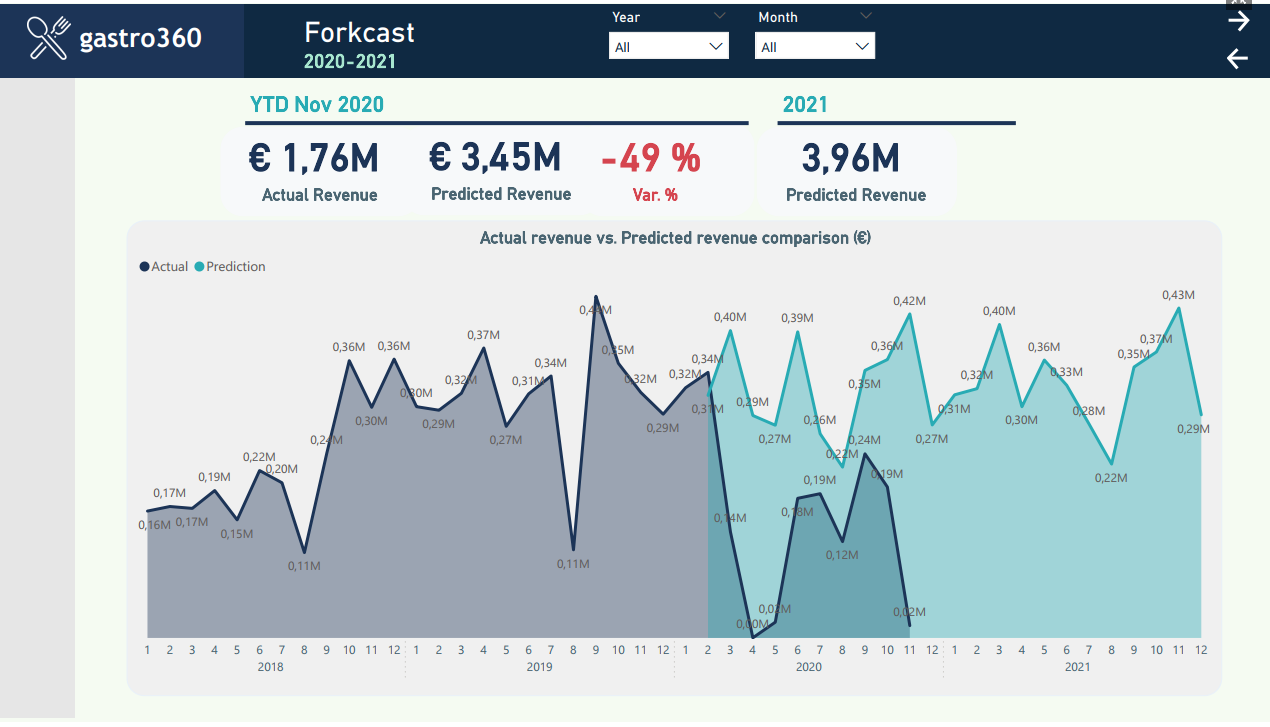 gastro360
Forkcast
2020-2021
Year
All
Month
All
YTD Nov 2020
€ 1,76M
Actual Revenue
€ 3,45M
Predicted Revenue
-49 %
Var. %
2021
3,96M
Predicted Revenue
Actual revenue vs. Predicted revenue comparison (€)
Actual Prediction
0,16M 0,17M 0,17M 0,19M 0,15M 0,22M 0,20M 0,11M 0,24M 0,36M 0,30M 0,36M
0,30M 0,29M 0,32M 0,37M 0,27M 0,31M 0,34M 0,11M 0,44M 0,35M 0,32M 0,29M
0,32M 0,34M 0,14M 0,00M 0,02M 0,18M 0,19M 0,12M 0,24M 0,19M 0,02M
0,31M 0,40M 0,29M 0,27M 0,39M 0,26M 0,22M 0,35M 0,36M 0,42M 0,27M
0,31M 0,32M 0,40M 0,30M 0,36M 0,33M 0,28M 0,22M 0,35M 0,37M 0,43M 0,29M
1 2 3 4 5 6 7 8 9 10 11 12 1 2 3 4 5 6 7 8 9 10 11 12 1 2 3 4 5 6 7 8 9 10 11 12 1 2 3 4 5 6 7 8 9 10 11 12
2018 2019 2020 2021